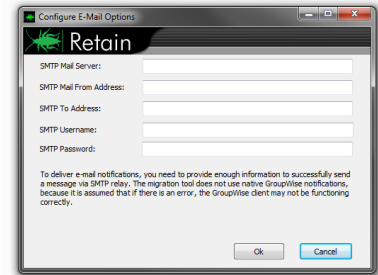 Configure E-Mail Options
Retain
SMTP Mail Server:
SMTP Mail From Address:
SMTP To Address:
SMTP Username:
SMTP Password:
To deliver e-mail notifications, you need to provide enough information to successfully send
a message via SMTP relay. The migration tool does not use native GroupWise notifications,
because it is assumed that if there is an error, the GroupWise client may not be functioning
correctly.
Ok Cancel